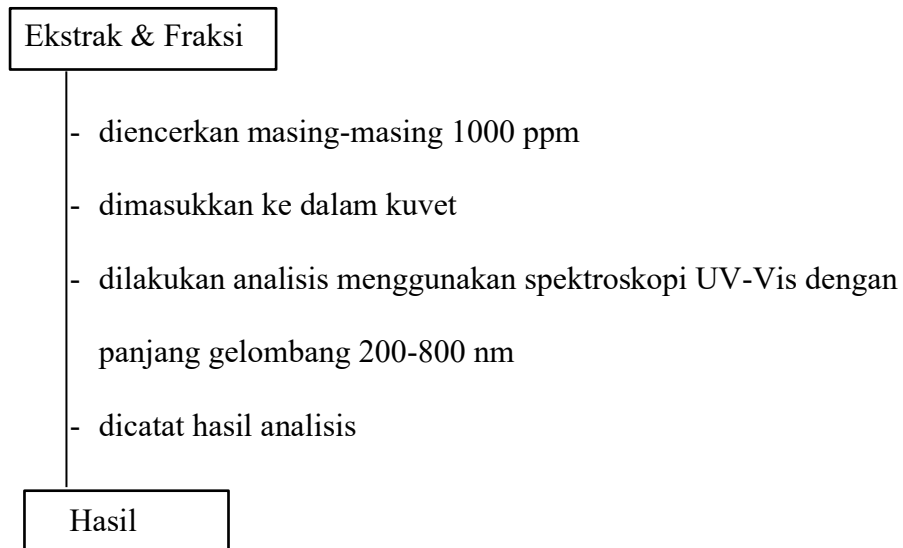 Ekstrak & Fraksi
- diencerkan masing-masing 1000 ppm
- dimasukkan ke dalam kuvet
- dilakukan analisis menggunakan spektroskopi UV-Vis dengan
panjang gelombang 200-800 nm
- dicatat hasil analisis
Hasil